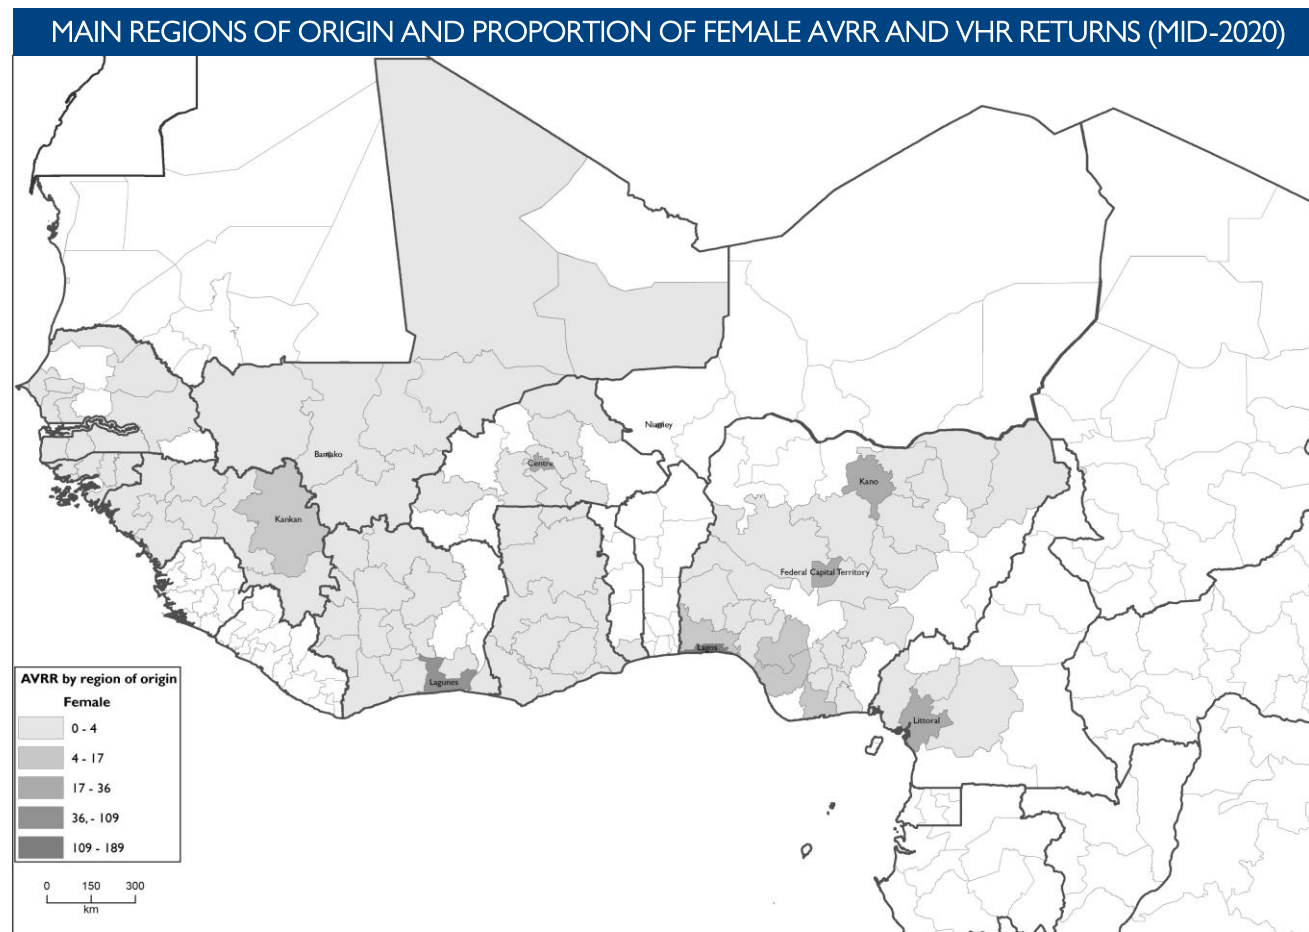 MAIN REGIONS OF ORIGIN AND PROPORTION OF FEMALE AVRR AND VHR RETURNS (MID-2020)
Niamey
Bamako
Centre
Kano
Kankan
Federal Capital Territory
Lagos
Lagunes
Littoral
AVRR by region of origin
Female
0 - 4
4 - 17
17 - 36
36, - 109
109 - 189
0 150 300
km